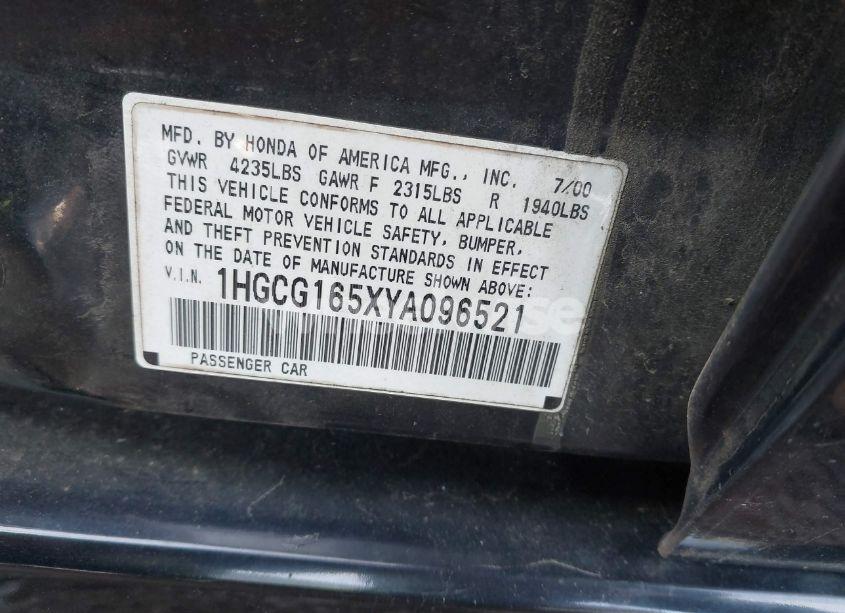 MFD. BY HONDA OF AMERICA MFG., INC. 7/00
GVWR 4235LBS GAWR F 2315LBS R 1940LBS
THIS VEHICLE CONFORMS TO ALL APPLICABLE
FEDERAL MOTOR VEHICLE SAFETY, BUMPER,
AND THEFT PREVENTION STANDARDS IN EFFECT
ON THE DATE OF MANUFACTURE SHOWN ABOVE:
V.I.N. 1HGCG165XYA096521
PASSENGER CAR